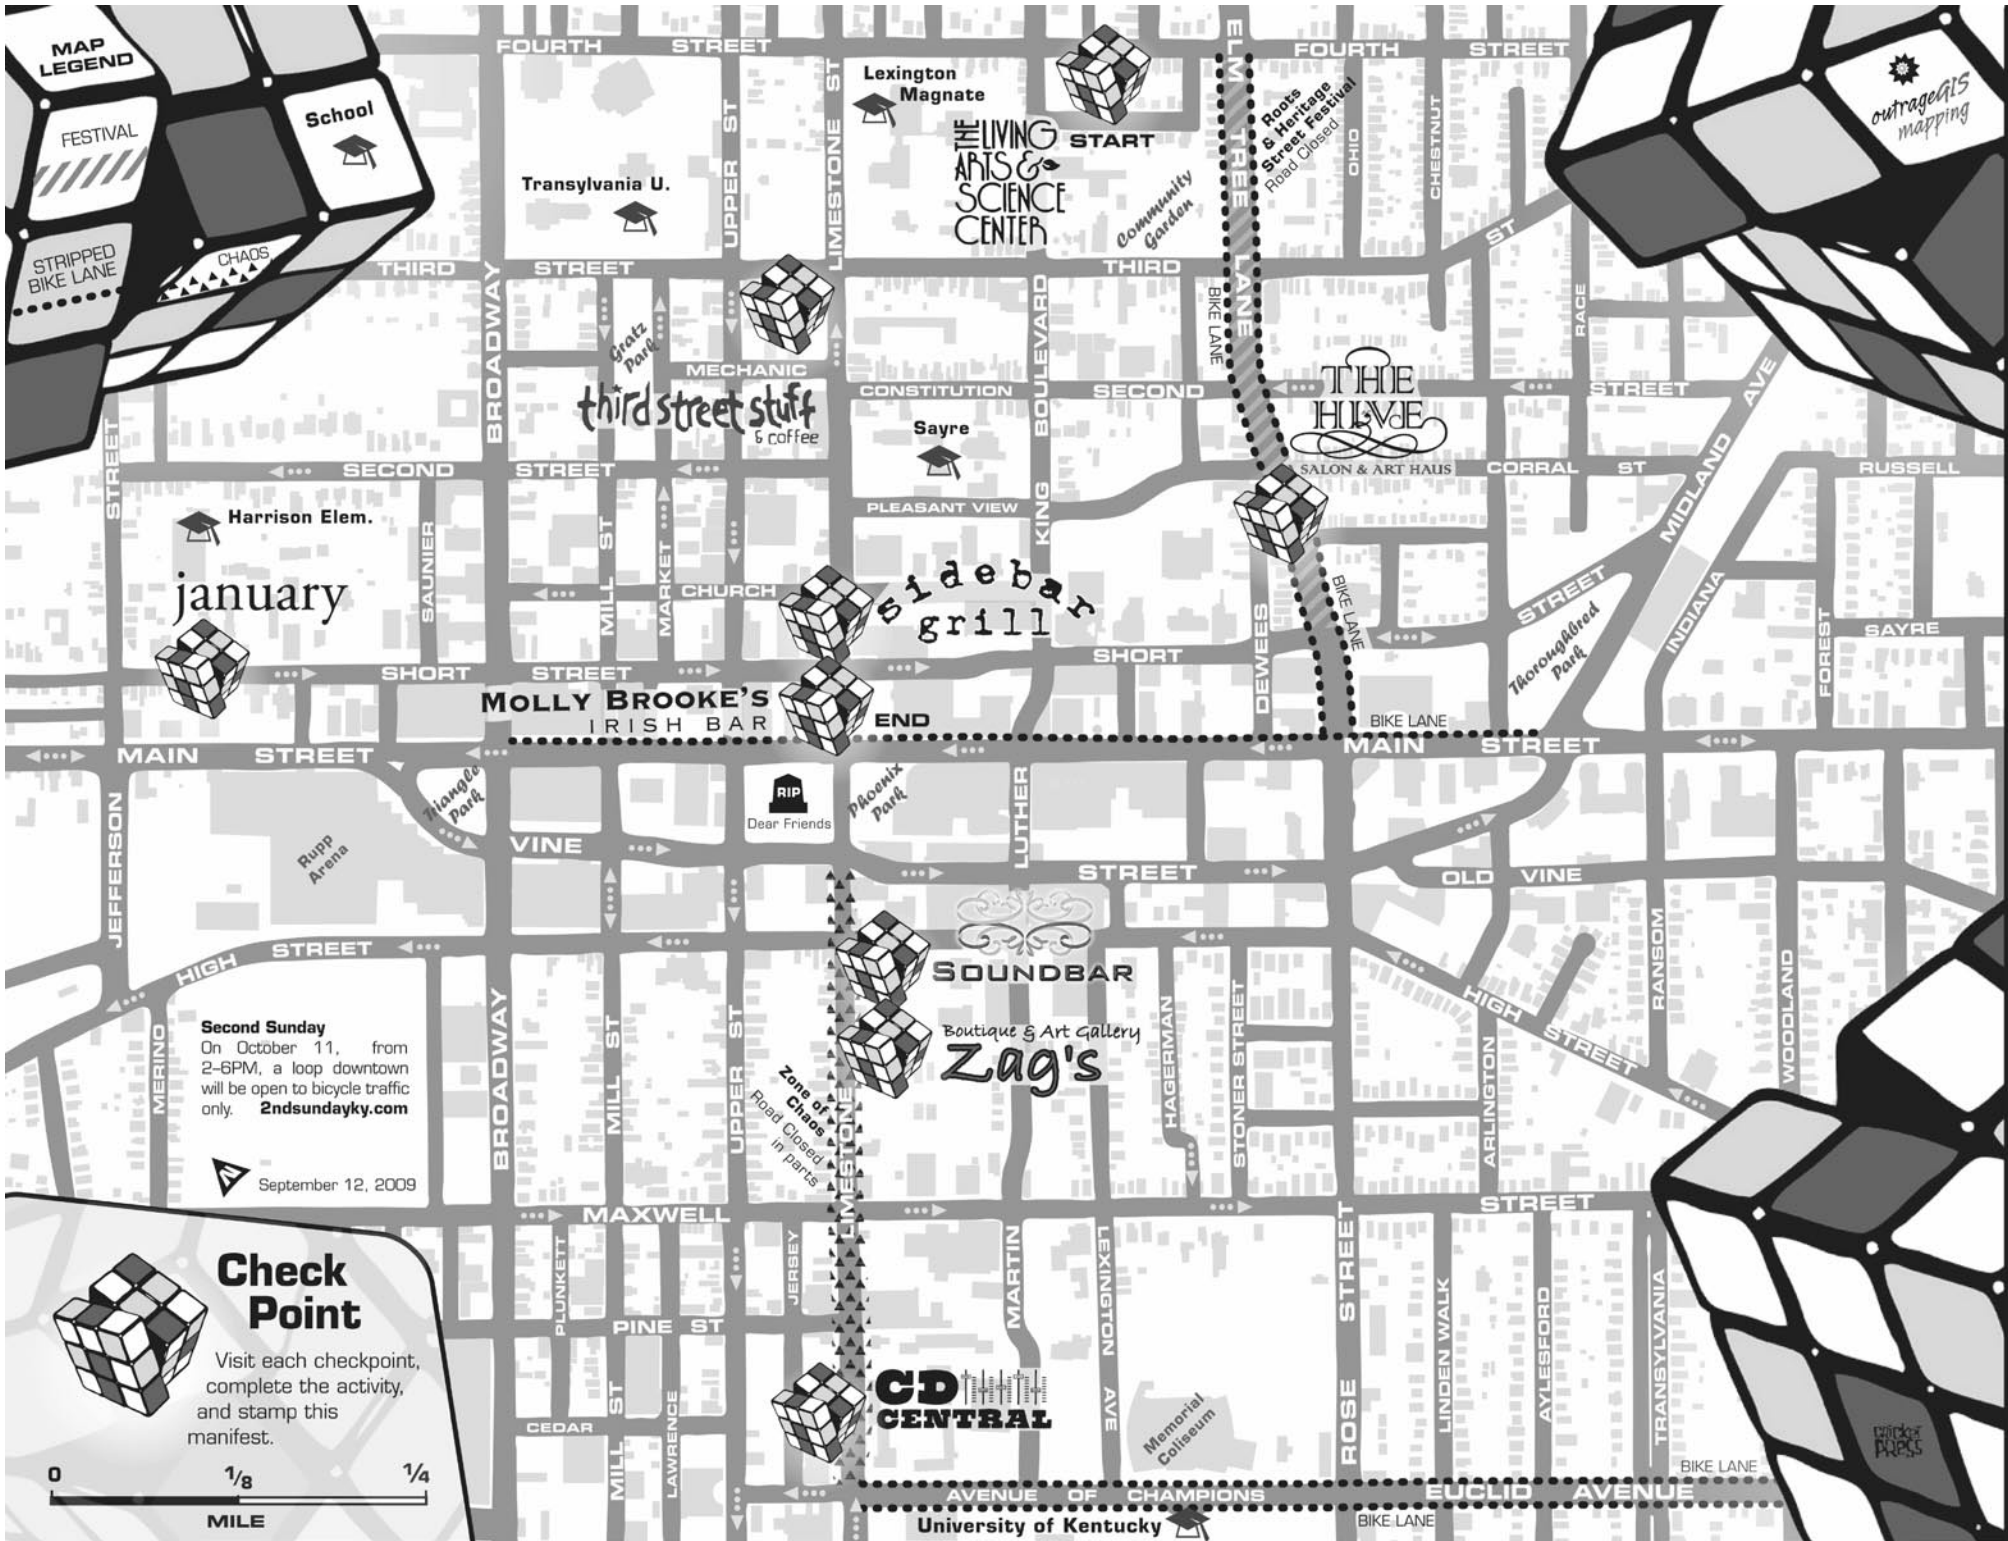 MAP
LEGEND
FESTIVAL
School
STRIPPED
BIKE LANE
CHAOS
outrageGIS
mapping
FOURTH STREET
FOURTH STREET
ELM TREE LANE
Lexington
Magnate
START
THE LIVING
ARTS &
SCIENCE
CENTER
Roots
& Heritage
Street Festival
Road Closed
OHIO
CHESTNUT
Transylvania U.
UPPER ST
LIMESTONE ST
Community
Garden
ST
THIRD STREET
THIRD
BROADWAY
Gratz
Park
BOULEVARD
BIKE LANE
RACE
MECHANIC
third street stuff
& coffee
CONSTITUTION
SECOND
THE
HIVE
SALON & ART HAUS
STREET
AVE
STREET
Sayre
SECOND STREET
CORRAL ST
RUSSELL
MIDLAND
Harrison Elem.
PLEASANT VIEW
KING
SAUNIER
MILL ST
MARKET
CHURCH
january
sidebar
grill
BIKE LANE
STREET
Thoroughbred
Park
INDIANA
FOREST
SAYRE
DEWEES
SHORT STREET
SHORT
MOLLY BROOKE'S
IRISH BAR
END
BIKE LANE
MAIN STREET
MAIN STREET
Triangle
Park
RIP
Dear Friends
Phoenix
Park
LUTHER
JEFFERSON
Rupp
Arena
VINE
STREET
OLD VINE
SOUNDBAR
HIGH STREET
HIGH STREET
RANSOM
WOODLAND
Second Sunday
On October 11, from
2-6PM, a loop downtown
will be open to bicycle traffic
only. 2ndsundayky.com
September 12, 2009
N
MERINO
BROADWAY
MILL ST
UPPER ST
Zone of
Chaos
Road Closed
in parts
LIMESTONE
Boutique & Art Gallery
Zag's
HAGERMAN
STONER STREET
ARLINGTON
MAXWELL
STREET
Check
Point
Visit each checkpoint,
complete the activity,
and stamp this
manifest.
0 1/8 1/4
MILE
PLUNKETT
JERSEY
PINE ST
MARTIN
LEXINGTON AVE
ROSE STREET
LINDEN WALK
AYLESFORD
TRANSYLVANIA
CD
CENTRAL
CEDAR
MILL ST
LAWRENCE
Memorial
Coliseum
CRICKET
PRESS
BIKE LANE
AVENUE OF CHAMPIONS
EUCLID AVENUE
University of Kentucky
BIKE LANE